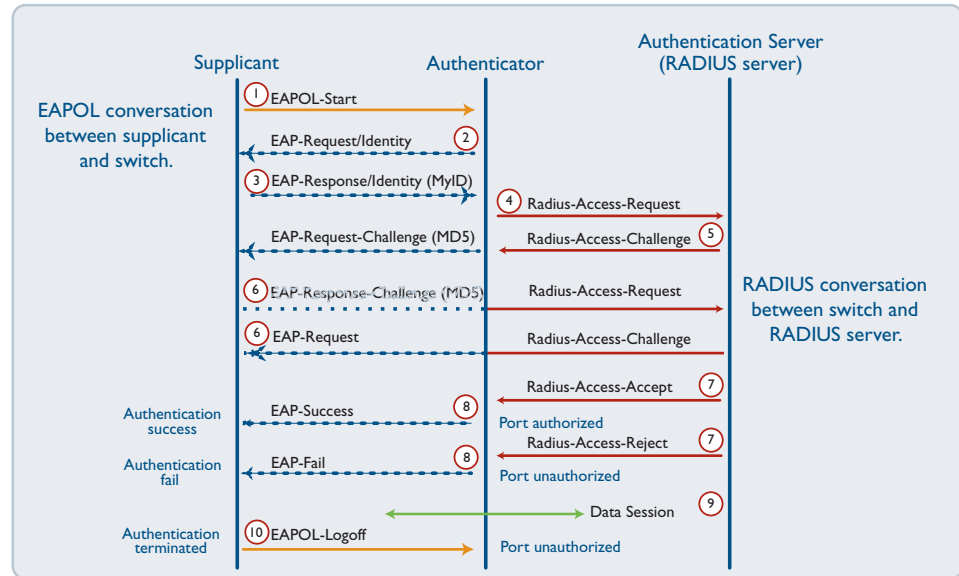 Authentication Server
(RADIUS server)
Supplicant
Authenticator
EAPOL conversation
between supplicant
and switch.
1 EAPOL-Start
EAP-Request/Identity 2
3 EAP-Response/Identity (MyID)
4 Radius-Access-Request
EAP-Request-Challenge (MD5)
Radius-Access-Challenge 5
6 EAP-Response-Challenge (MD5)
Radius-Access-Request
RADIUS conversation
between switch and
RADIUS server.
6 EAP-Request
Radius-Access-Challenge
Radius-Access-Accept 7
Authentication
success
EAP-Success 8
Port authorized
Radius-Access-Reject 7
Authentication
fail
EAP-Fail 8
Port unauthorized
Data Session 9
Authentication
terminated
10 EAPOL-Logoff
Port unauthorized